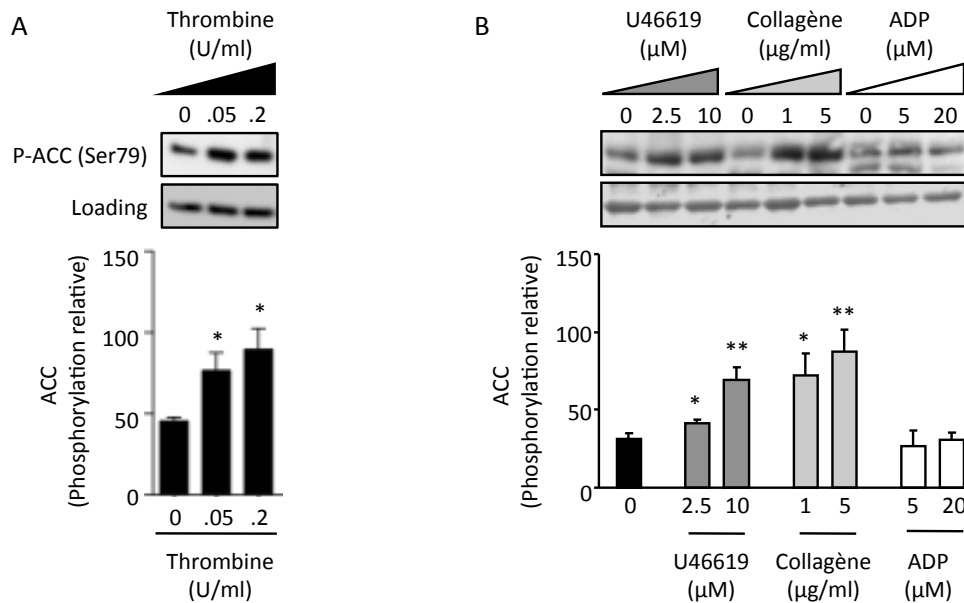 A
Thrombine
(U/ml)
0 .05 .2
P-ACC (Ser79)
Loading
150
100
50
0
ACC
(Phosphorylation relative)
* *
0 .05 .2
Thrombine
(U/ml)
B
U46619 Collagène ADP
(µM) (µg/ml) (µM)
0 2.5 10 0 1 5 0 5 20
150
100
50
0
ACC
(Phosphorylation relative)
* ** * **
0 2.5 10 1 5 5 20
U46619 Collagène ADP
(µM) (µg/ml) (µM)